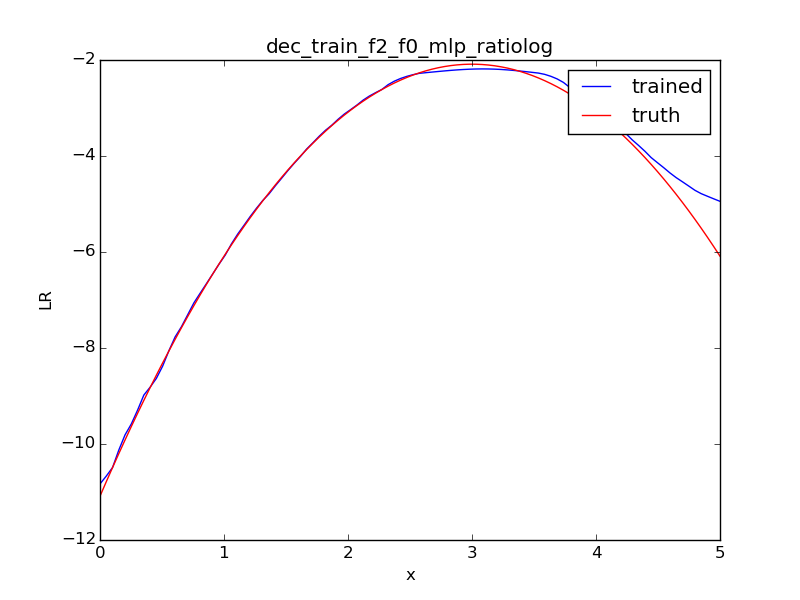 dec_train_f2_f0_mlp_ratiolog
−2
−4
−6
−8
−10
−12
LR
trained
truth
0 1 2 3 4 5
x